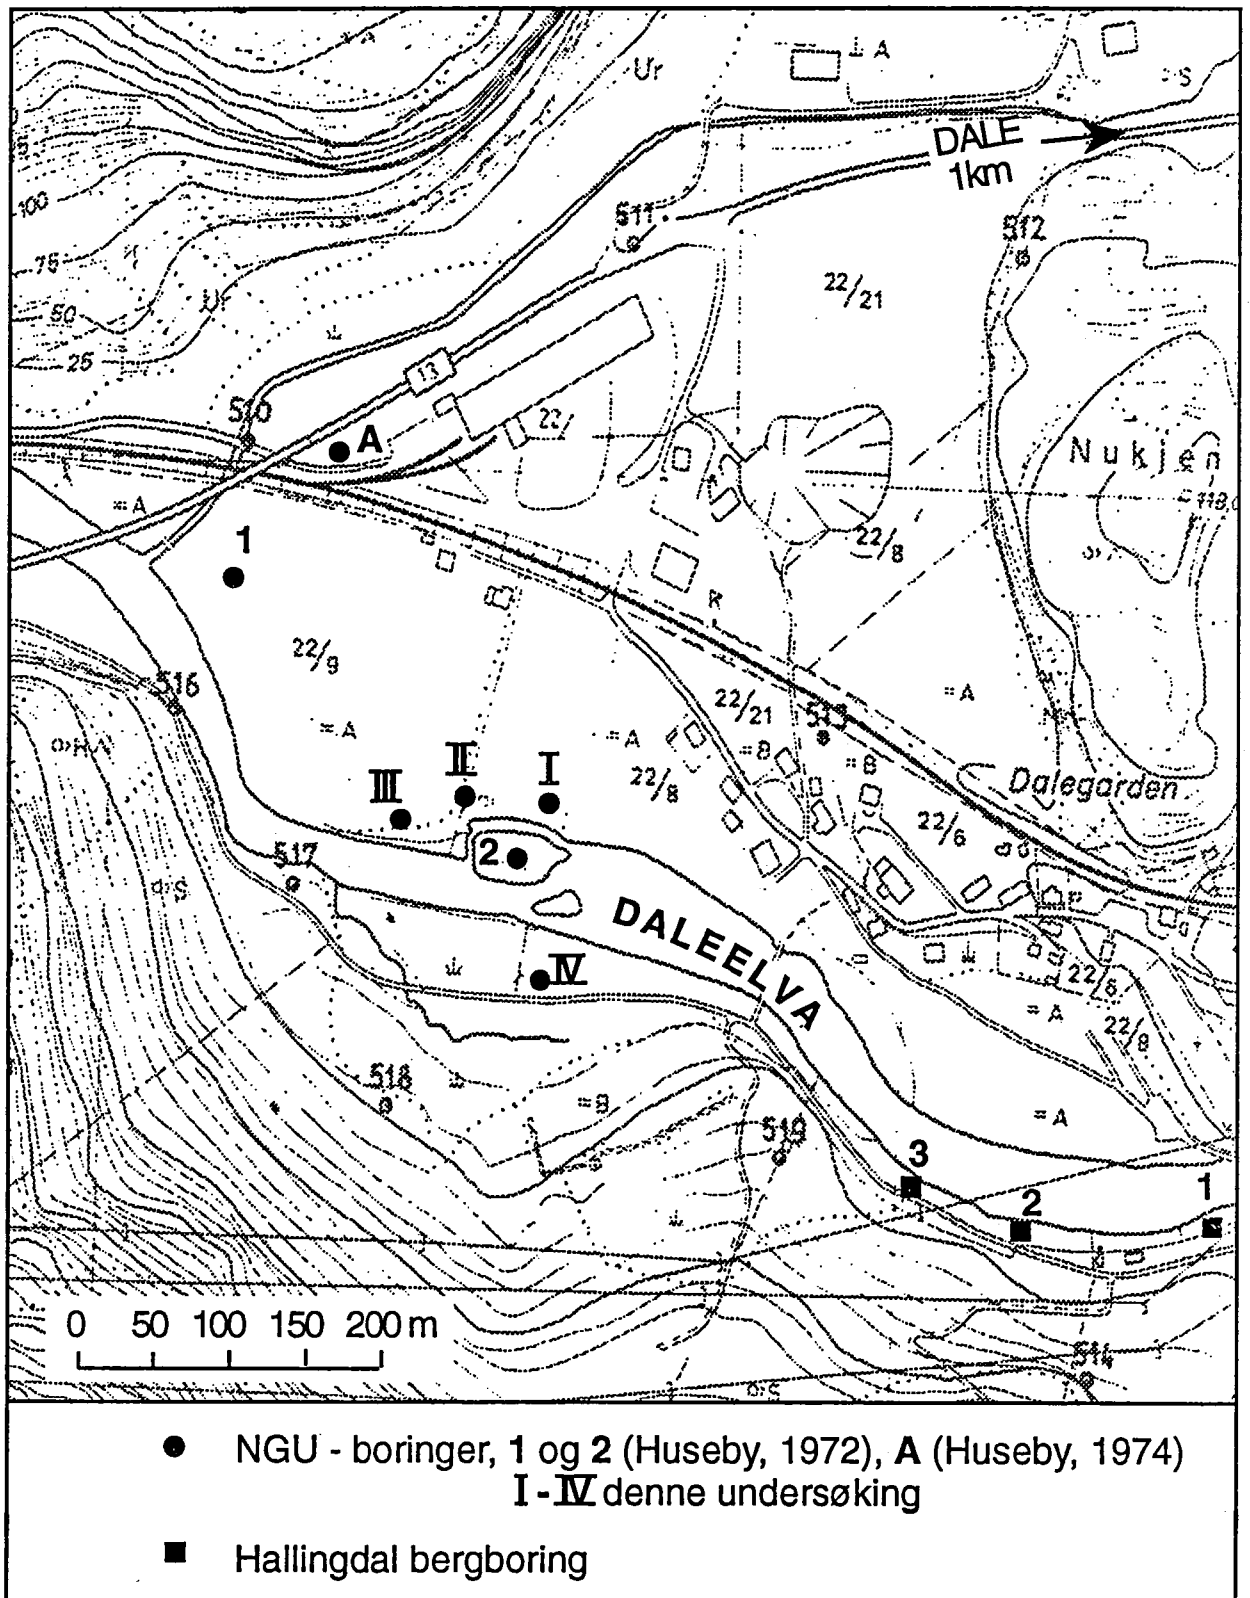 A
Ur
A
S
DALE
1km
100
511
512
75
22/21
Ur
50
25
13
510
A
22/
Nukjen
= A
1
22/8
K
22/9
516
22/21
513
= A
= A
= A
= B
= B
II
I
III
22/8
Dalegarden
22/6
2
517
S
DALEELVA
IV
22/6
= A
22/8
518
= B
= A
519
3
2
1
0 50 100 150 200 m
514
S
NGU - boringer, 1 og 2 (Huseby, 1972), A (Huseby, 1974)
I - IV denne undersøking
Hallingdal bergboring